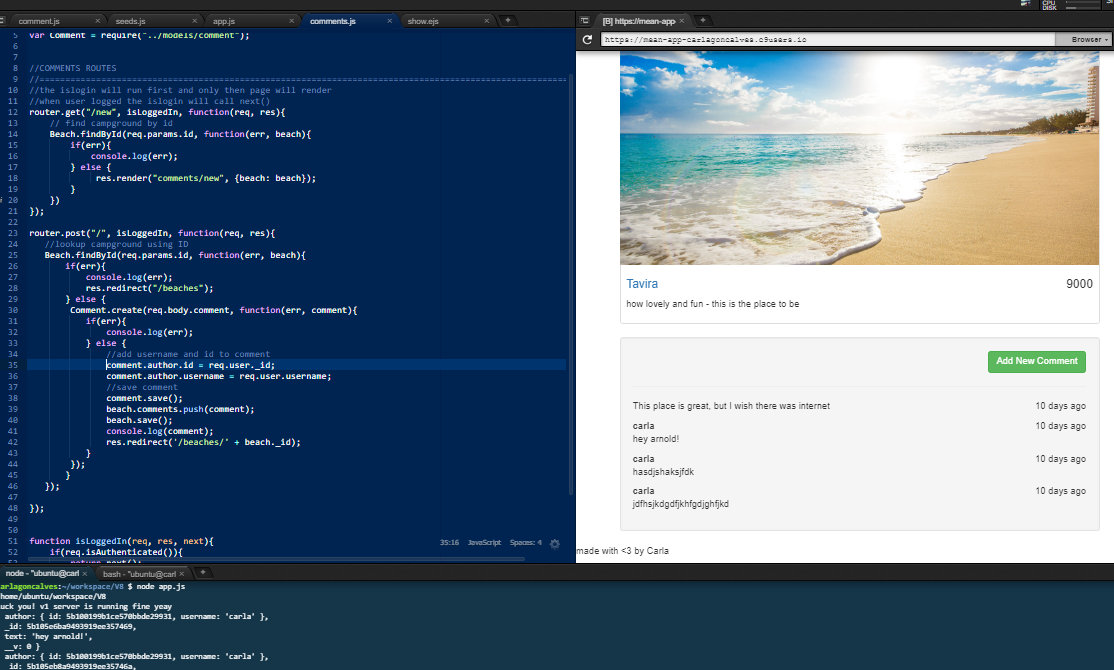 CPU
DISK
comment.js × seeds.js × app.js × comments.js × show.ejs × +
[B] https://mean-app × +
https://mean-app-carlagoncalves.c9users.io Browser
5 var Comment = require("../models/comment");
6
7
8 //COMMENTS ROUTES
9 //==========================================================================================
10 //the islogin will run first and only then page will render
11 //when user logged the islogin will call next()
12 router.get("/new", isLoggedIn, function(req, res){
13 // find campground by id
14 Beach.findById(req.params.id, function(err, beach){
15 if(err){
16 console.log(err);
17 } else {
18 res.render("comments/new", {beach: beach});
19 }
i 20 })
21 });
22
23 router.post("/", isLoggedIn, function(req, res){
24 //lookup campground using ID
25 Beach.findById(req.params.id, function(err, beach){
26 if(err){
27 console.log(err);
28 res.redirect("/beaches");
29 } else {
30 Comment.create(req.body.comment, function(err, comment){
31 if(err){
32 console.log(err);
33 } else {
34 //add username and id to comment
35 comment.author.id = req.user._id;
36 comment.author.username = req.user.username;
37 //save comment
38 comment.save();
39 beach.comments.push(comment);
40 beach.save();
41 console.log(comment);
42 res.redirect('/beaches/' + beach._id);
43 }
44 });
45 }
46 });
47
48 });
49
50
51 function isLoggedIn(req, res, next){
52 if(req.isAuthenticated()){
53 return next();
35:16 JavaScript Spaces: 4
Tavira 9000
how lovely and fun - this is the place to be
Add New Comment
This place is great, but I wish there was internet 10 days ago
carla 10 days ago
hey arnold!
carla 10 days ago
hasdjshaksjfdk
carla 10 days ago
jdfhsjkdgdfjkhfgdjghfjkd
made with <3 by Carla
node - "ubuntu@carl × bash - "ubuntu@carl × +
arlagoncalves:~/workspace/V8 $ node app.js
home/ubuntu/workspace/V8
uck you! v1 server is running fine yeay
author: { id: 5b100199b1ce570bbde29931, username: 'carla' },
_id: 5b105e6ba9493919ee357469,
text: 'hey arnold!',
__v: 0 }
author: { id: 5b100199b1ce570bbde29931, username: 'carla' },
_id: 5b105eb8a9493919ee35746a,